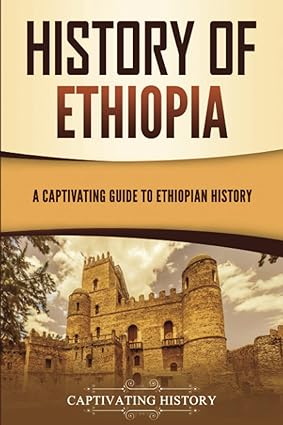 HISTORY OF
ETHIOPIA
A CAPTIVATING GUIDE TO ETHIOPIAN HISTORY
CAPTIVATING HISTORY